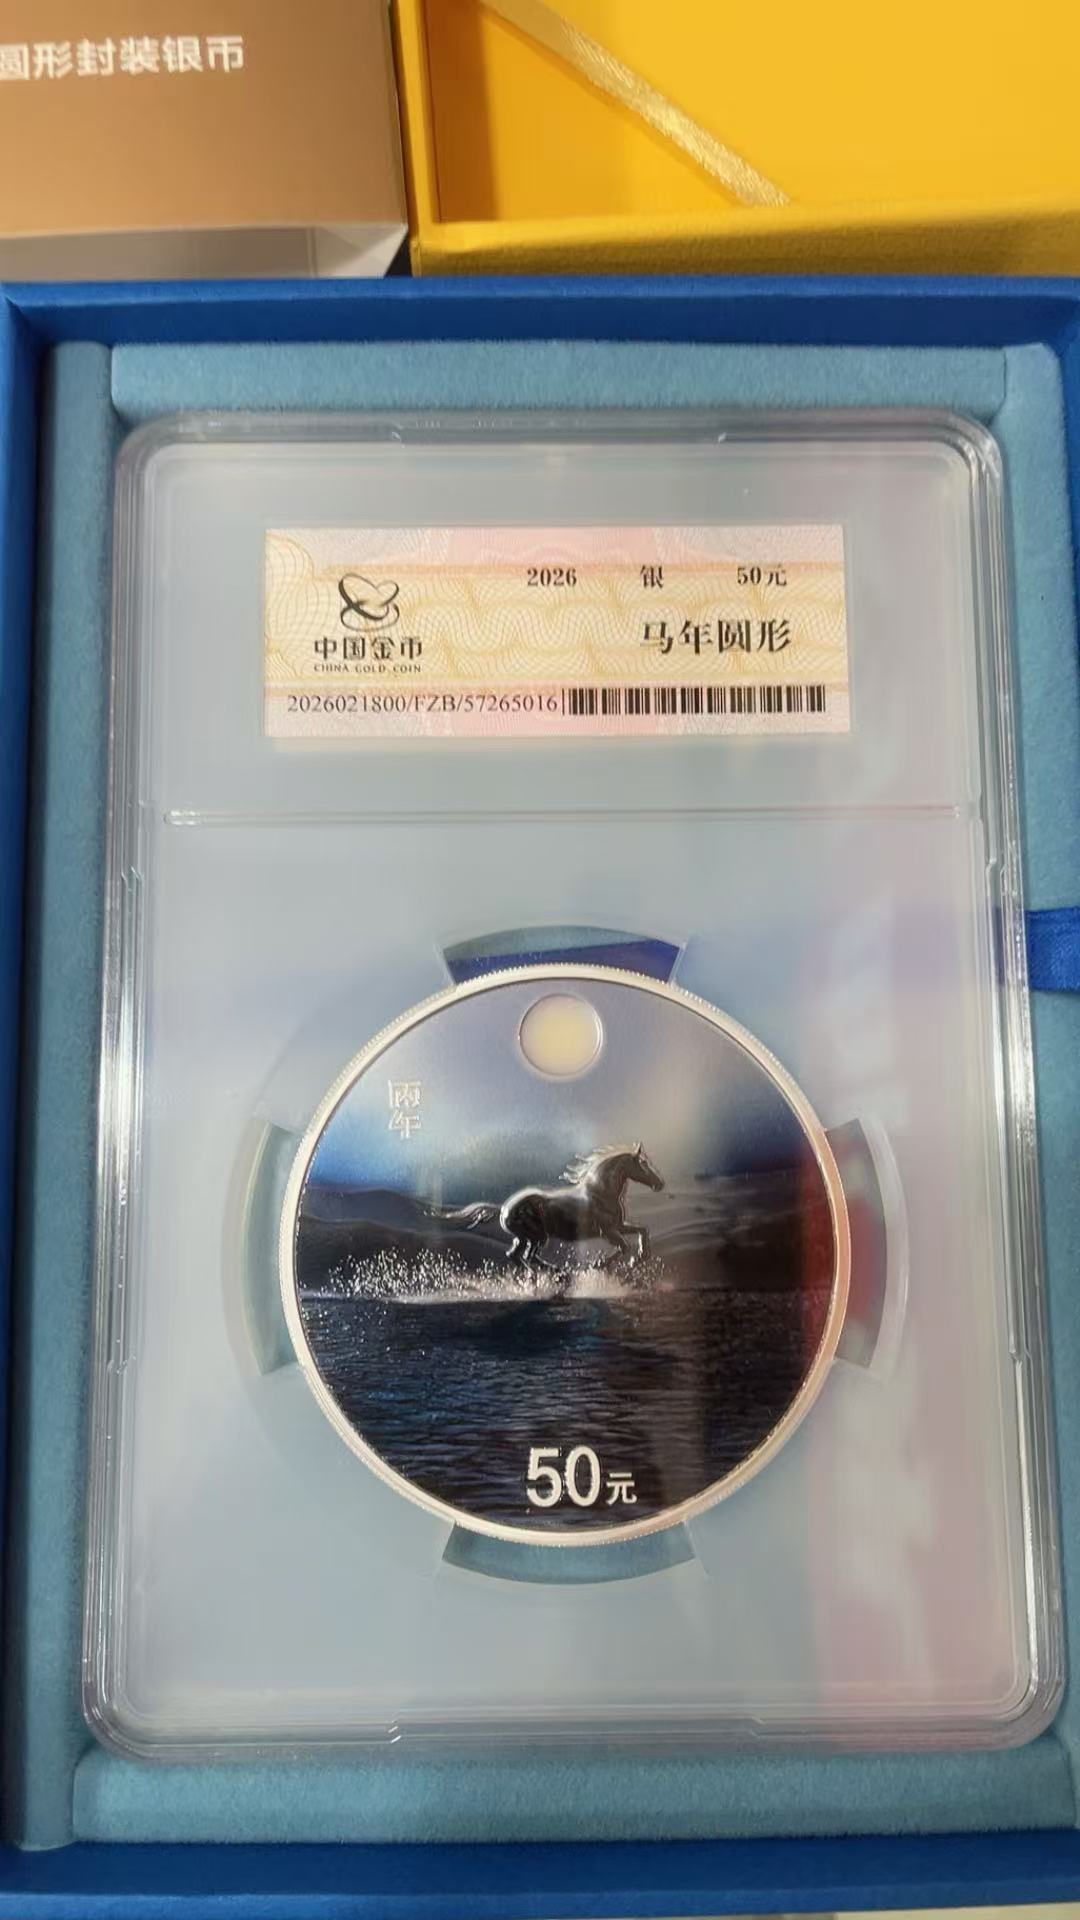 圆形封装银币
2026 银 50元
中国金币
CHINA GOLD COIN
马年圆形
2026021800/FZB/57265016
丙午
50元